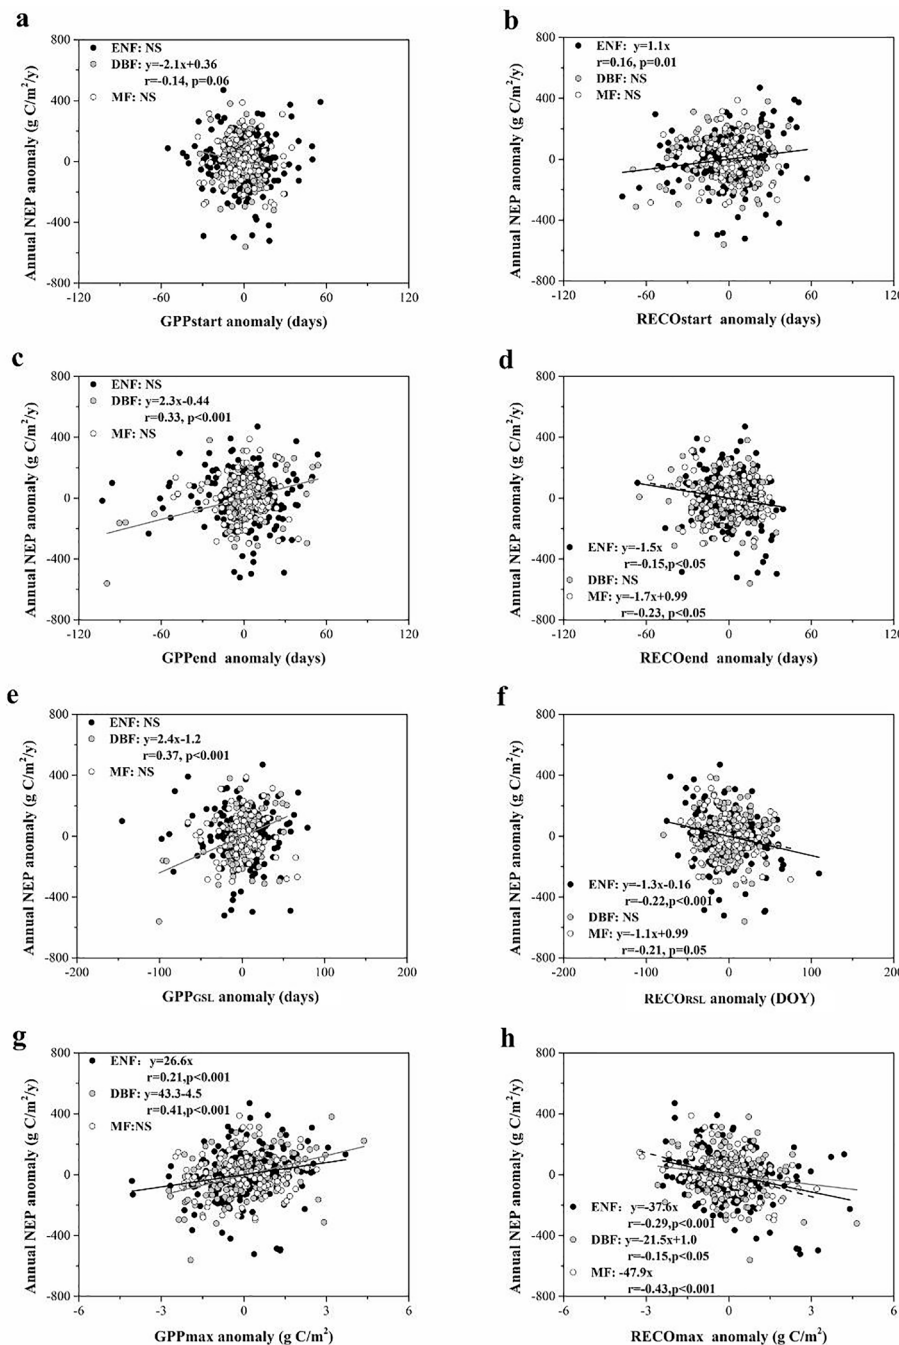 a
800
400
0
-400
-800
-120
-60
0
60
120
Annual NEP anomaly (g C/m²/y)
GPPstart anomaly (days)
ENF: NS
DBF: y=-2.1x+0.36
r=-0.14, p=0.06
MF: NS
b
800
400
0
-400
-800
-120
-60
0
60
120
Annual NEP anomaly (g C/m²/y)
RECOstart anomaly (days)
ENF: y=1.1x
r=0.16, p=0.01
DBF: NS
MF: NS
c
800
400
0
-400
-800
-120
-60
0
60
120
Annual NEP anomaly (g C/m²/y)
GPPend anomaly (days)
ENF: NS
DBF: y=2.3x-0.44
r=0.33, p<0.001
MF: NS
d
800
400
0
-400
-800
-120
-60
0
60
120
Annual NEP anomaly (g C/m²/y)
RECOend anomaly (days)
ENF: y=-1.5x
r=-0.15,p<0.05
DBF: NS
MF: y=-1.7x+0.99
r=-0.23, p<0.05
e
800
400
0
-400
-800
-200
-100
0
100
200
Annual NEP anomaly (g C/m²/y)
GPPGSL anomaly (days)
ENF: NS
DBF: y=2.4x-1.2
r=0.37, p<0.001
MF: NS
f
800
400
0
-400
-800
-200
-100
0
100
200
Annual NEP anomaly (g C/m²/y)
RECORSL anomaly (DOY)
ENF: y=-1.3x-0.16
r=-0.22,p<0.001
DBF: NS
MF: y=-1.1x+0.99
r=-0.21, p=0.05
g
800
400
0
-400
-800
-6
-3
0
3
6
Annual NEP anomaly (g C/m²/y)
GPPmax anomaly (g C/m²)
ENF: y=26.6x
r=0.21,p<0.001
DBF: y=43.3-4.5
r=0.41,p<0.001
MF:NS
h
800
400
0
-400
-800
-6
-3
0
3
6
Annual NEP anomaly (g C/m²/y)
RECOmax anomaly (g C/m²)
ENF: y=-37.6x
r=-0.29,p<0.001
DBF: y=-21.5x+1.0
r=-0.15,p<0.05
MF: -47.9x
r=-0.43,p<0.001